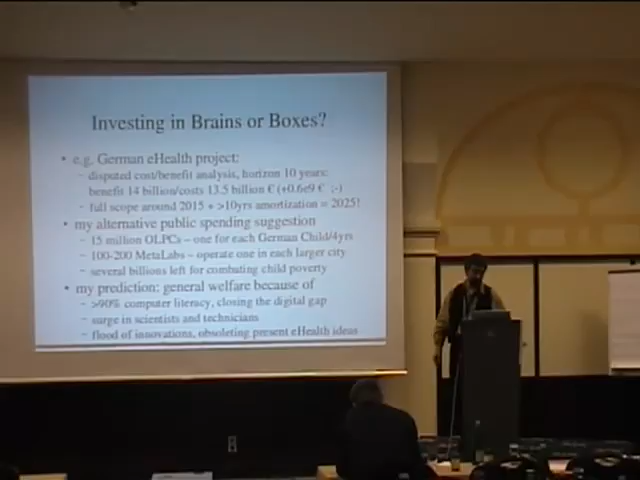 Investing in Brains or Boxes?
• e.g. German eHealth project:
– disputed cost/benefit analysis, horizon 10 years:
benefit 14 billion/costs 13.5 billion € (+0.6e9 € ;-)
– full scope around 2015 + >10yrs amortization = 2025!
• my alternative public spending suggestion
– 15 million OLPCs – one for each German Child/4yrs
– 100-200 MetaLabs – operate one in each larger city
– several billions left for combating child poverty
• my prediction: general welfare because of
– >90% computer literacy, closing the digital gap
– surge in scientists and technicians
– flood of innovations, obsoleting present eHealth ideas